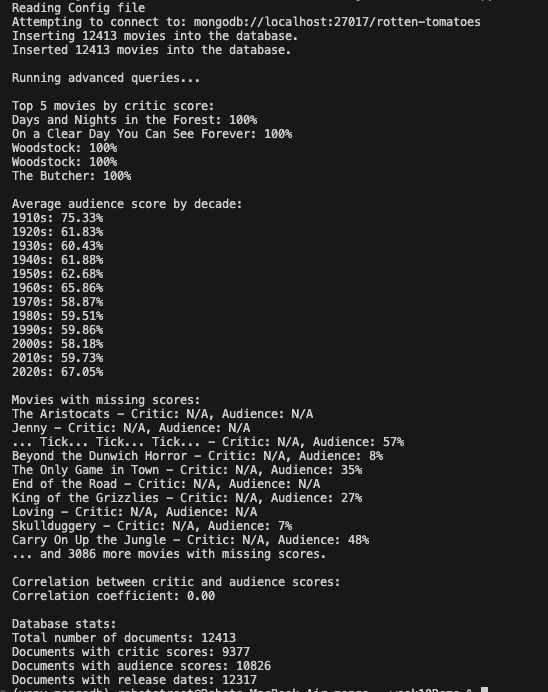 Reading Config file
Attempting to connect to: mongodb://localhost:27017/rotten-tomatoes
Inserting 12413 movies into the database.
Inserted 12413 movies into the database.
Running advanced queries...
Top 5 movies by critic score:
Days and Nights in the Forest: 100%
On a Clear Day You Can See Forever: 100%
Woodstock: 100%
Woodstock: 100%
The Butcher: 100%
Average audience score by decade:
1910s: 75.33%
1920s: 61.83%
1930s: 60.43%
1940s: 61.88%
1950s: 62.68%
1960s: 65.86%
1970s: 58.87%
1980s: 59.51%
1990s: 59.86%
2000s: 58.18%
2010s: 59.73%
2020s: 67.05%
Movies with missing scores:
The Aristocats - Critic: N/A, Audience: N/A
Jenny - Critic: N/A, Audience: N/A
... Tick... Tick... Tick... - Critic: N/A, Audience: 57%
Beyond the Dunwich Horror - Critic: N/A, Audience: 8%
The Only Game in Town - Critic: N/A, Audience: 35%
End of the Road - Critic: N/A, Audience: N/A
King of the Grizzlies - Critic: N/A, Audience: 27%
Loving - Critic: N/A, Audience: N/A
Skullduggery - Critic: N/A, Audience: 7%
Carry On Up the Jungle - Critic: N/A, Audience: 48%
... and 3086 more movies with missing scores.
Correlation between critic and audience scores:
Correlation coefficient: 0.00
Database stats:
Total number of documents: 12413
Documents with critic scores: 9377
Documents with audience scores: 10826
Documents with release dates: 12317